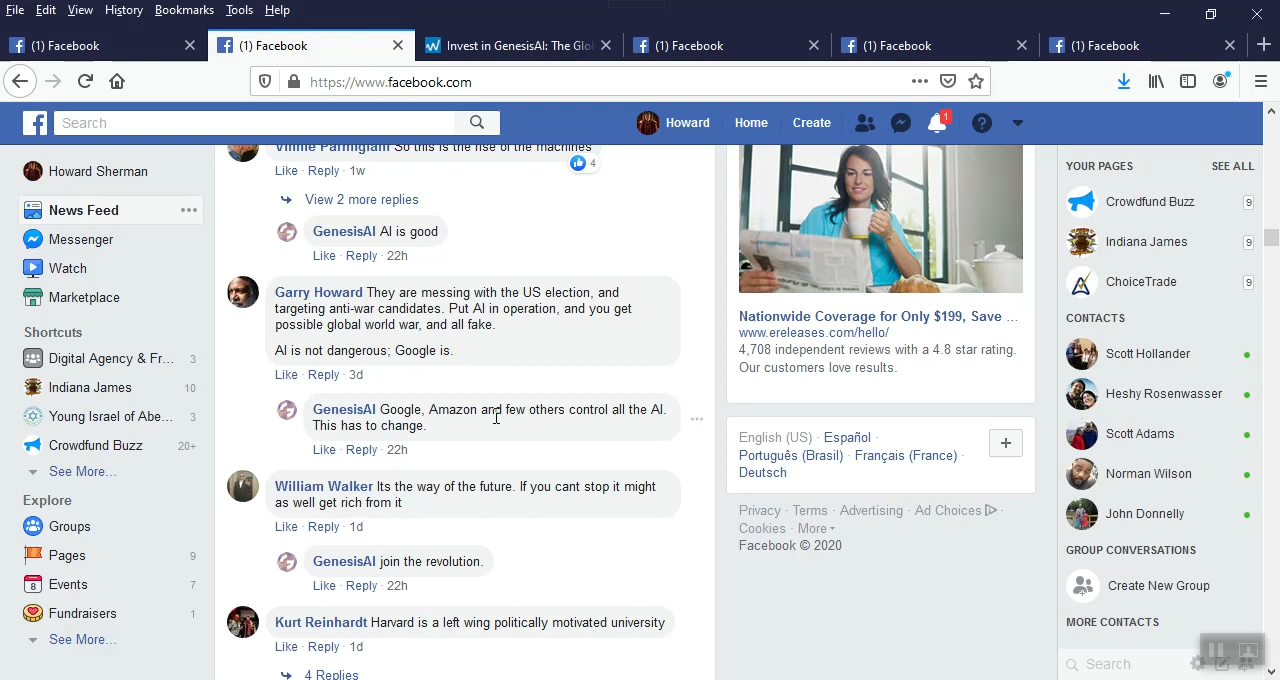 File Edit View History Bookmarks Tools Help
(1) Facebook
(1) Facebook
Invest in GenesisAI: The Glo
(1) Facebook
(1) Facebook
(1) Facebook
https://www.facebook.com
Search
Howard Home Create
1
Howard Sherman
News Feed
Messenger
Watch
Marketplace
Shortcuts
Digital Agency & Fr... 3
Indiana James 10
Young Israel of Abe... 3
Crowdfund Buzz 20+
See More...
Explore
Groups
Pages 9
Events 7
Fundraisers 1
See More...
Vinnie Parmigham So this is the rise of the machines
4
Like · Reply · 1w
View 2 more replies
GenesisAI AI is good
Like · Reply · 22h
Garry Howard They are messing with the US election, and
targeting anti-war candidates. Put AI in operation, and you get
possible global world war, and all fake.
AI is not dangerous; Google is.
Like · Reply · 3d
GenesisAI Google, Amazon and few others control all the AI.
This has to change.
Like · Reply · 22h
William Walker Is the way of the future. If you cant stop it might
as well get rich from it
Like · Reply · 1d
GenesisAI join the revolution.
Like · Reply · 22h
Kurt Reinhardt Harvard is a left wing politically motivated university
Like · Reply · 1d
4 Replies
Nationwide Coverage for Only $199, Save ...
www.ereleases.com/hello/
4,708 independent reviews with a 4.8 star rating.
Our customers love results.
English (US) · Español ·
Português (Brasil) · Français (France) ·
Deutsch
Privacy · Terms · Advertising · Ad Choices ·
Cookies · More
Facebook © 2020
YOUR PAGES SEE ALL
Crowdfund Buzz 9
Indiana James 9
ChoiceTrade 9
CONTACTS
Scott Hollander
Heshy Rosenwasser
Scott Adams
Norman Wilson
John Donnelly
GROUP CONVERSATIONS
Create New Group
MORE CONTACTS
Search